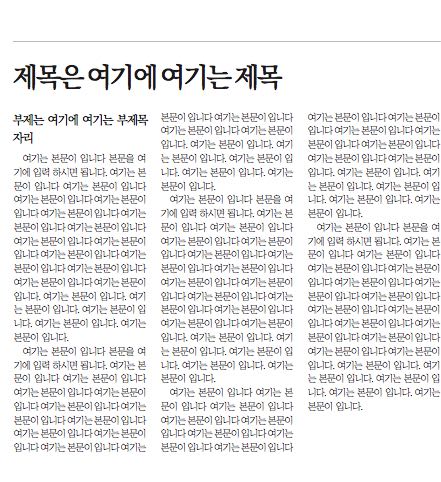 제목은 여기에 여기는 제목
부제는 여기에 여기는 부제목
자리
여기는 본문이 입니다 본문을 여
기에 입력 하시면 됩니다. 여기는 본
문이 입니다 여기는 본문이 입니다
여기는 본문이 입니다 여기는 본문이
입니다 여기는 본문이 입니다 여기는
본문이 입니다 여기는 본문이 입니다
여기는 본문이 입니다 여기는 본문이
입니다 여기는 본문이 입니다 여기는
본문이 입니다 여기는 본문이 입니다
여기는 본문이 입니다 여기는 본문이
입니다. 여기는 본문이 입니다. 여기
는 본문이 입니다. 여기는 본문이 입
니다. 여기는 본문이 입니다. 여기는
본문이 입니다.
여기는 본문이 입니다 본문을 여
기에 입력 하시면 됩니다. 여기는 본
문이 입니다 여기는 본문이 입니다
여기는 본문이 입니다 여기는 본문이
입니다 여기는 본문이 입니다 여기는
본문이 입니다 여기는 본문이 입니다
여기는 본문이 입니다 여기는 본문이
입니다 여기는 본문이 입니다 여기는
본문이 입니다 여기는 본문이 입니다
여기는 본문이 입니다 여기는 본문이
입니다. 여기는 본문이 입니다. 여기
는 본문이 입니다. 여기는 본문이 입
니다. 여기는 본문이 입니다. 여기는
본문이 입니다.
여기는 본문이 입니다 본문을 여
기에 입력 하시면 됩니다. 여기는 본
문이 입니다 여기는 본문이 입니다
여기는 본문이 입니다 여기는 본문이
입니다 여기는 본문이 입니다 여기는
본문이 입니다 여기는 본문이 입니다
여기는 본문이 입니다 여기는 본문이
입니다 여기는 본문이 입니다 여기는
본문이 입니다 여기는 본문이 입니다
여기는 본문이 입니다 여기는 본문이
입니다. 여기는 본문이 입니다. 여기
는 본문이 입니다. 여기는 본문이 입
니다. 여기는 본문이 입니다. 여기는
본문이 입니다.
여기는 본문이 입니다 여기는 본
문이 입니다 여기는 본문이 입니다
여기는 본문이 입니다 여기는 본문이
입니다 여기는 본문이 입니다 여기는
본문이 입니다 여기는 본문이 입니다
여기는 본문이 입니다 여기는 본문이
입니다 여기는 본문이 입니다 여기는
본문이 입니다 여기는 본문이 입니다
여기는 본문이 입니다 여기는 본문이
입니다. 여기는 본문이 입니다. 여기
는 본문이 입니다. 여기는 본문이 입
니다. 여기는 본문이 입니다. 여기는
본문이 입니다.
여기는 본문이 입니다 본문을 여
기에 입력 하시면 됩니다. 여기는 본
문이 입니다 여기는 본문이 입니다
여기는 본문이 입니다 여기는 본문이
입니다 여기는 본문이 입니다 여기는
본문이 입니다 여기는 본문이 입니다
여기는 본문이 입니다 여기는 본문이
입니다 여기는 본문이 입니다 여기는
본문이 입니다 여기는 본문이 입니다
여기는 본문이 입니다 여기는 본문이
입니다. 여기는 본문이 입니다. 여기
는 본문이 입니다. 여기는 본문이 입
니다. 여기는 본문이 입니다. 여기는
본문이 입니다.